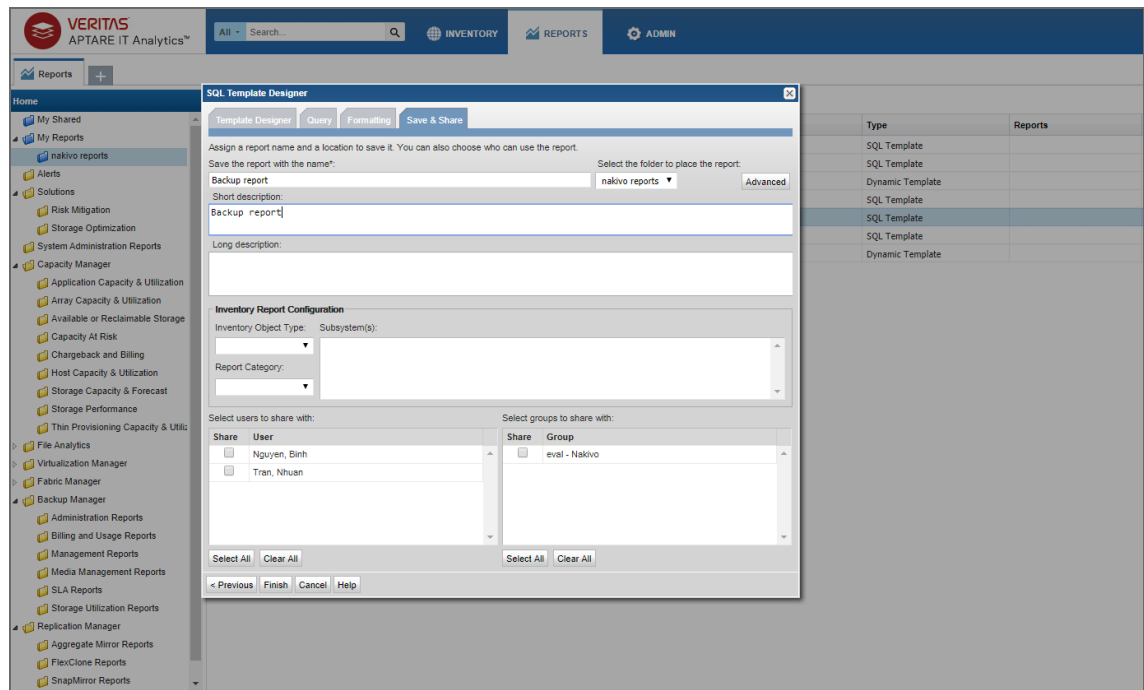 VERITAS
APTARE IT Analytics™
All
Search...
INVENTORY
REPORTS
ADMIN
Reports
+
Home
My Shared
My Reports
nakivo reports
Alerts
Solutions
Risk Mitigation
Storage Optimization
System Administration Reports
Capacity Manager
Application Capacity & Utilization
Array Capacity & Utilization
Available or Reclaimable Storage
Capacity At Risk
Chargeback and Billing
Host Capacity & Utilization
Storage Capacity & Forecast
Storage Performance
Thin Provisioning Capacity & Utiliz
File Analytics
Virtualization Manager
Fabric Manager
Backup Manager
Administration Reports
Billing and Usage Reports
Management Reports
Media Management Reports
SLA Reports
Storage Utilization Reports
Replication Manager
Aggregate Mirror Reports
FlexClone Reports
SnapMirror Reports
SQL Template Designer
Template Designer Query Formatting Save & Share
Assign a report name and a location to save it. You can also choose who can use the report.
Save the report with the name*: Select the folder to place the report:
Backup report nakivo reports Advanced
Short description:
Backup report
Long description:
Inventory Report Configuration
Inventory Object Type: Subsystem(s):
Report Category:
Select users to share with: Select groups to share with:
Share User Share Group
Nguyen, Binh eval - Nakivo
Tran, Nhuan
Select All Clear All Select All Clear All
< Previous Finish Cancel Help
Type Reports
SQL Template
SQL Template
Dynamic Template
SQL Template
SQL Template
SQL Template
Dynamic Template